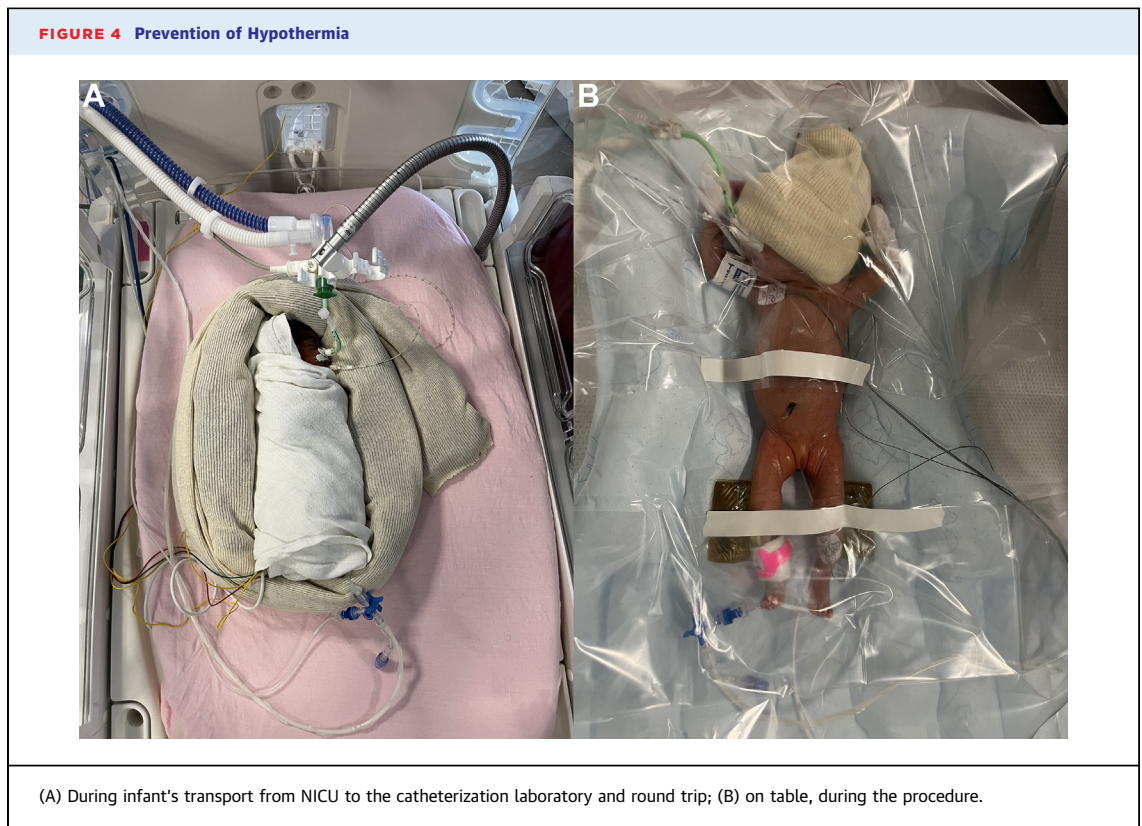 FIGURE 4 Prevention of Hypothermia
A
B
(A) During infant's transport from NICU to the catheterization laboratory and round trip; (B) on table, during the procedure.